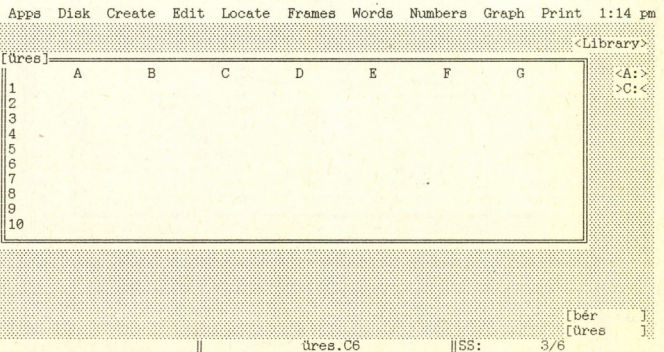 Apps Disk Create Edit Locate Frames Words Numbers Graph Print 1:14 pm
<Library>
[üres]
A B C D E F G
<A:>
1
>C:<
2
3
4
5
6
7
8
9
10
[bér ]
[üres ]
üres.C6 SS: 3/6